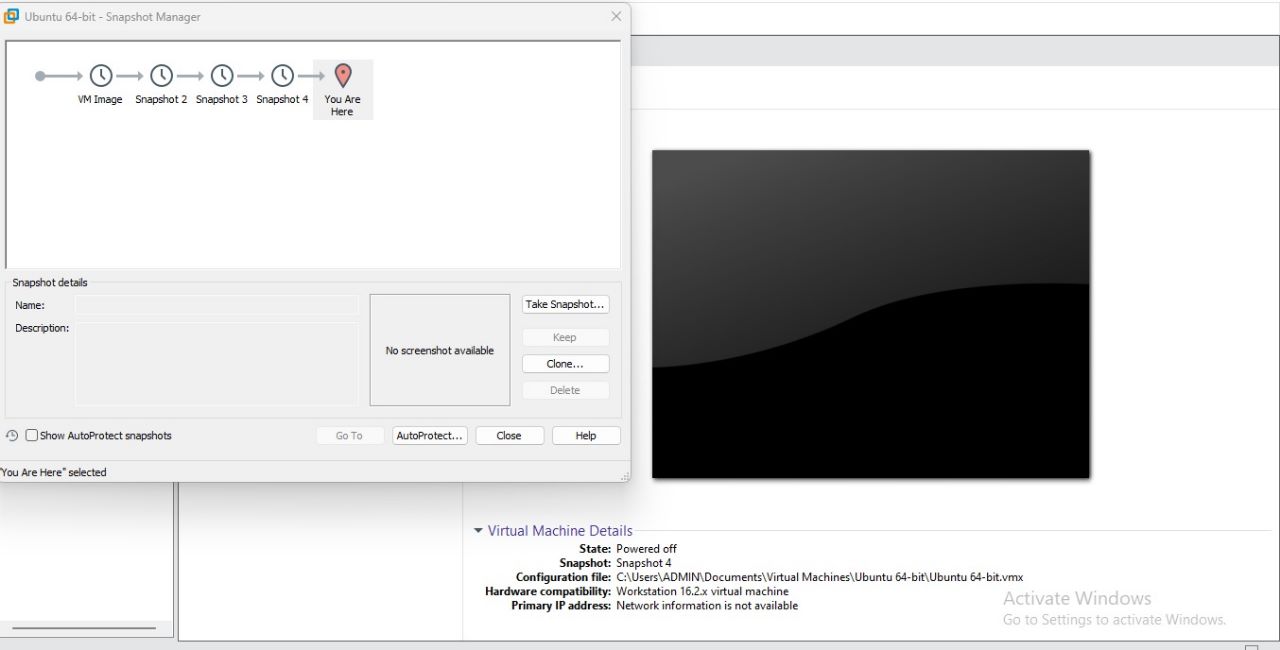 Ubuntu 64-bit - Snapshot Manager
VM Image
Snapshot 2
Snapshot 3
Snapshot 4
You Are
Here
Snapshot details
Name:
Description:
No screenshot available
Take Snapshot...
Keep
Clone...
Delete
Show AutoProtect snapshots
Go To
AutoProtect...
Close
Help
"You Are Here" selected
Virtual Machine Details
State: Powered off
Snapshot: Snapshot 4
Configuration file: C:\Users\ADMIN\Documents\Virtual Machines\Ubuntu 64-bit\Ubuntu 64-bit.vmx
Hardware compatibility: Workstation 16.2.x virtual machine
Primary IP address: Network information is not available
Activate Windows
Go to Settings to activate Windows.